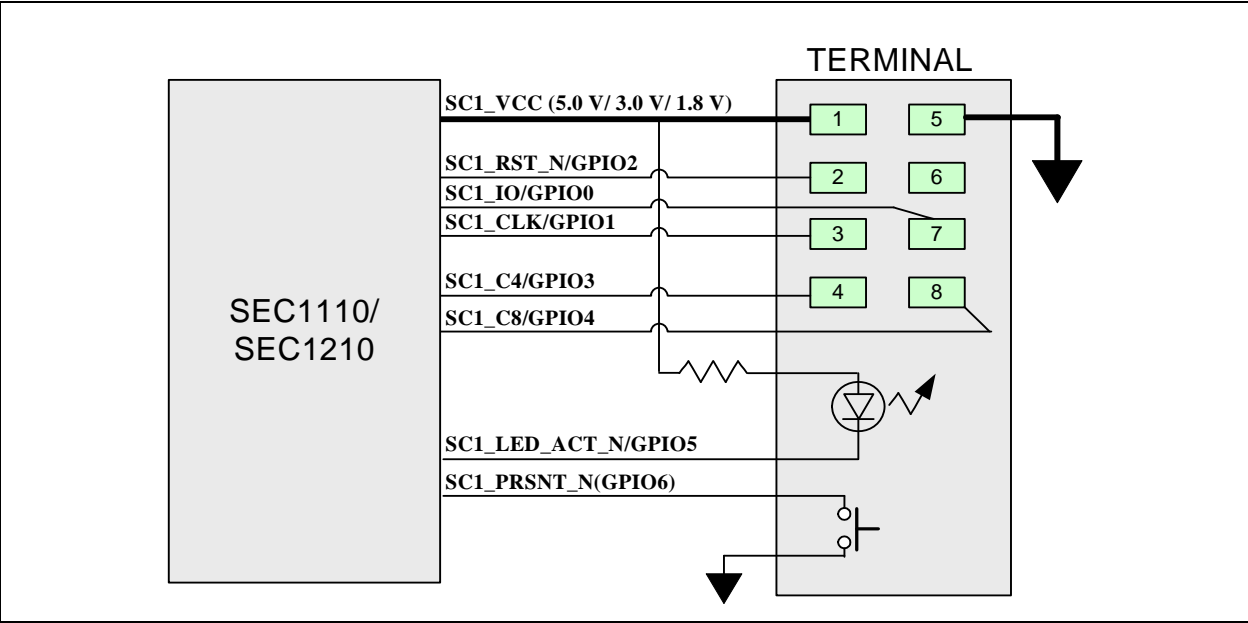 TERMINAL
SC1_VCC (5.0 V/ 3.0 V/ 1.8 V)
1
5
SC1_RST_N/GPIO2
2
6
SC1_IO/GPIO0
SC1_CLK/GPIO1
3
7
SC1_C4/GPIO3
4
8
SEC1110/
SEC1210
SC1_C8/GPIO4
SC1_LED_ACT_N/GPIO5
SC1_PRSNT_N(GPIO6)